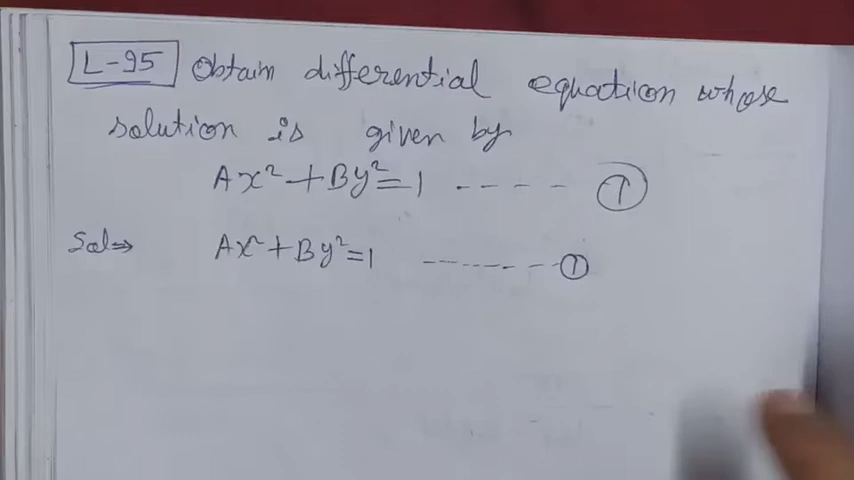 L-95 Obtain differential equation whose
solution is given by
Ax²+By²=1 ---- ①
Sol⇒ Ax²+By²=1 -------- ①